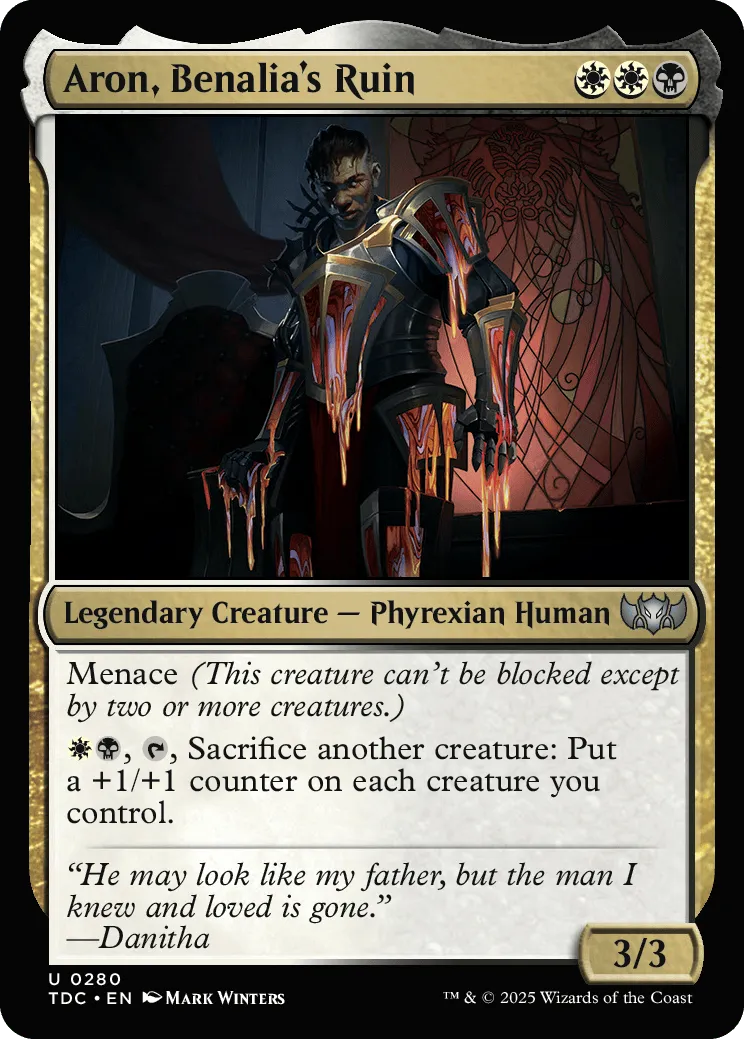 Aron, Benalia's Ruin
Legendary Creature — Phyrexian Human
Menace (This creature can't be blocked except
by two or more creatures.)
, , Sacrifice another creature: Put
a +1/+1 counter on each creature you
control.
“He may look like my father, but the man I
knew and loved is gone.”
—Danitha
3/3
U 0280
TDC • EN Mark Winters
™ & © 2025 Wizards of the Coast